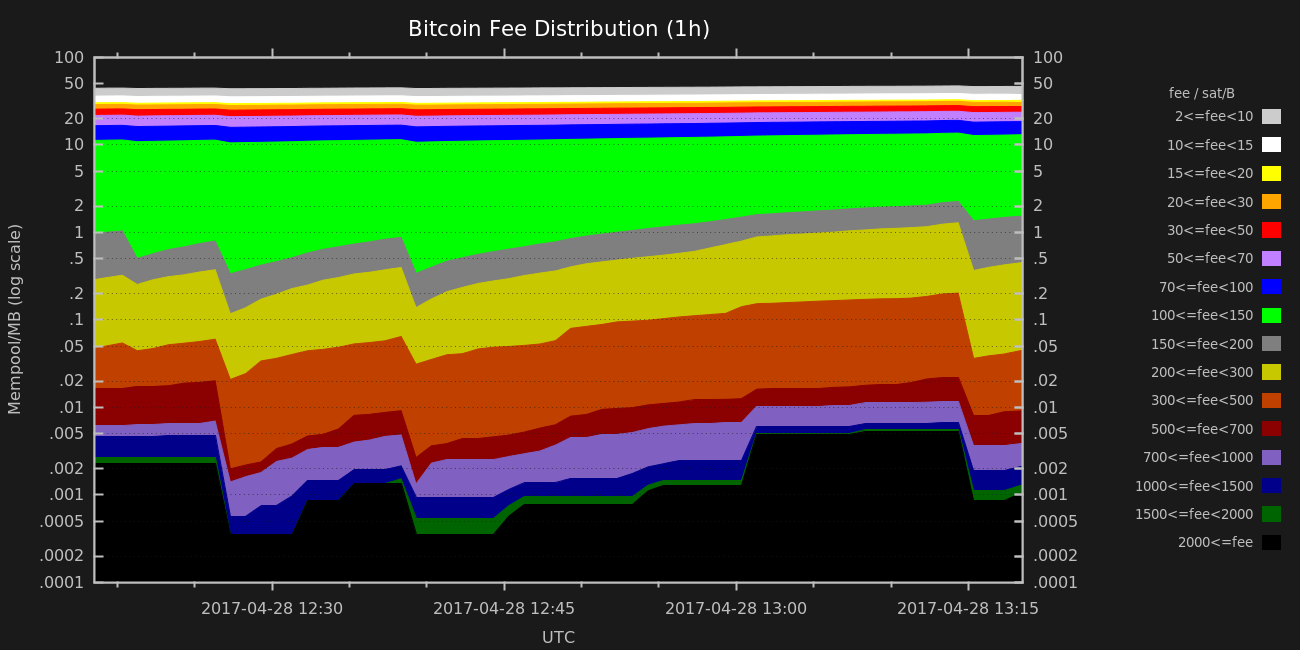 Bitcoin Fee Distribution (1h)
Mempool/MB (log scale)
100
50
20
10
5
2
1
.5
.2
.1
.05
.02
.01
.005
.002
.001
.0005
.0002
.0001
100
50
20
10
5
2
1
.5
.2
.1
.05
.02
.01
.005
.002
.001
.0005
.0002
.0001
fee / sat/B
2<=fee<10
10<=fee<15
15<=fee<20
20<=fee<30
30<=fee<50
50<=fee<70
70<=fee<100
100<=fee<150
150<=fee<200
200<=fee<300
300<=fee<500
500<=fee<700
700<=fee<1000
1000<=fee<1500
1500<=fee<2000
2000<=fee
2017-04-28 12:30 2017-04-28 12:45 2017-04-28 13:00 2017-04-28 13:15
UTC